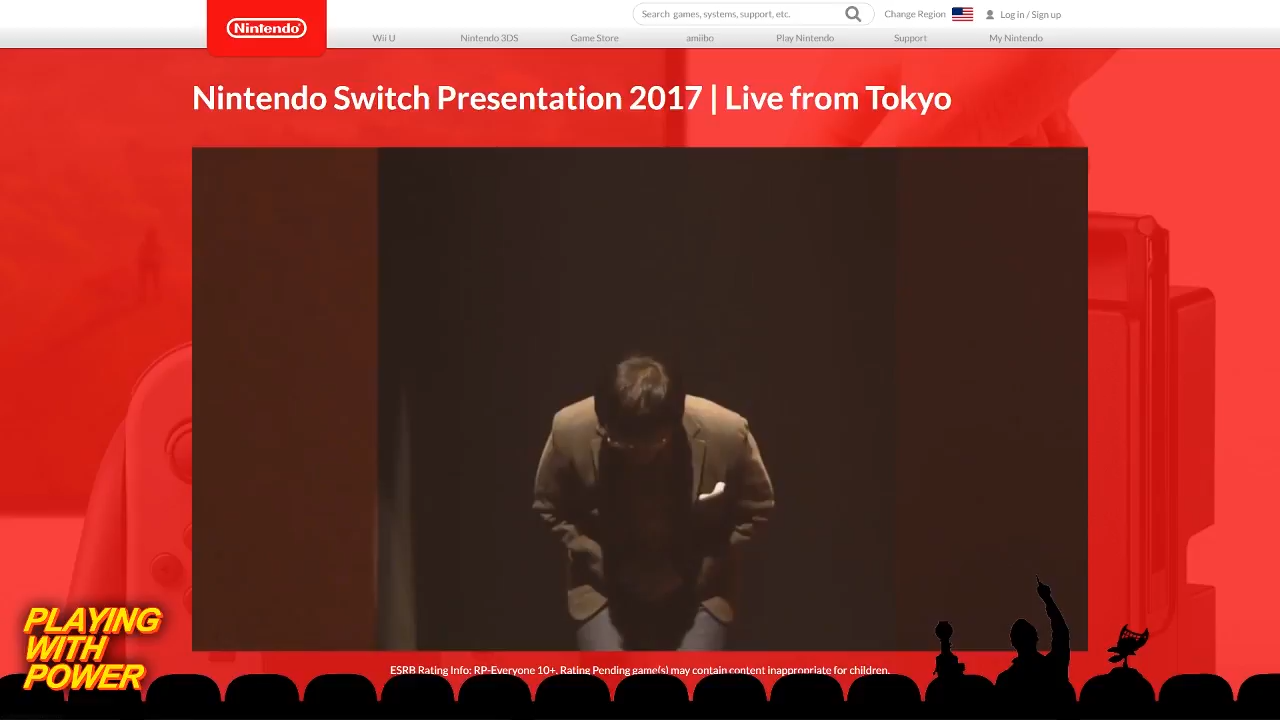 Nintendo
Search games, systems, support, etc.
Change Region
Log in / Sign up
Wii U
Nintendo 3DS
Game Store
amiibo
Play Nintendo
Support
My Nintendo
Nintendo Switch Presentation 2017 | Live from Tokyo
PLAYING
WITH
POWER
ESRB Rating Info: RP-Everyone 10+, Rating Pending game(s) may contain content inappropriate for children.